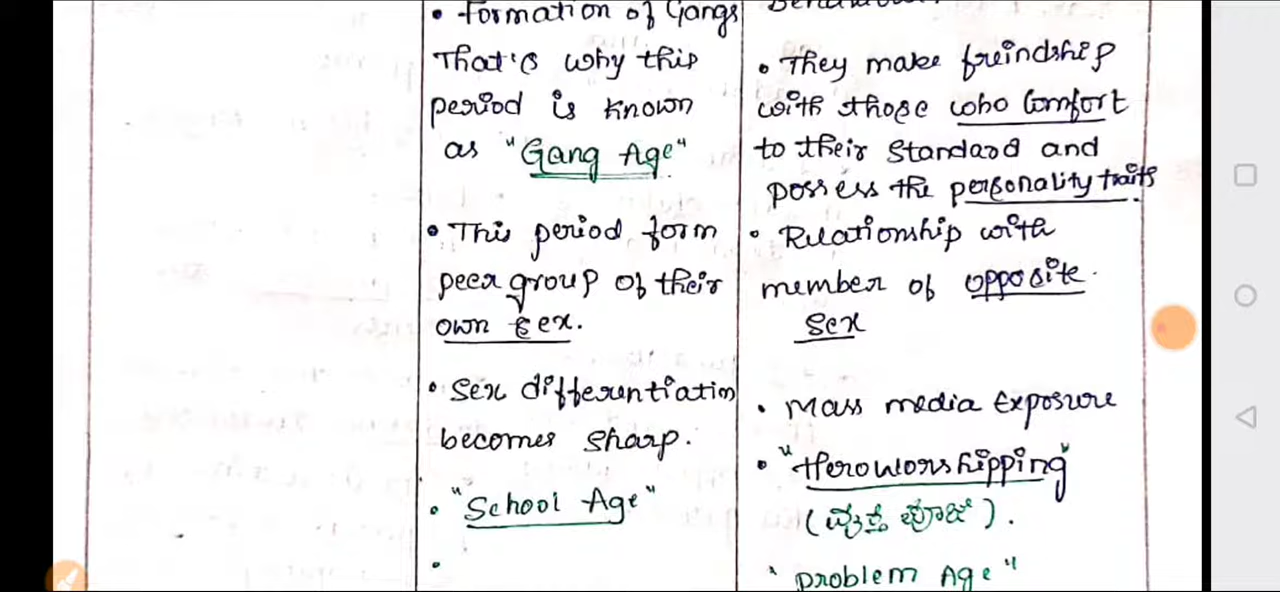 • Formation of Gangs
That's why this
period is known
as "Gang Age"
• This period form
peer group of their
own sex.
• Sex differentiation
becomes sharp.
• "School Age"
•
• They make freindship
with those who Comfort
to their Standard and
possess the personality traits.
• Relationship with
member of opposite
Sex
• Mass media Exposure
• "Heroworshipping"
(ವ್ಯಕ್ತಿ ಪೂಜೆ).
Problem Age"